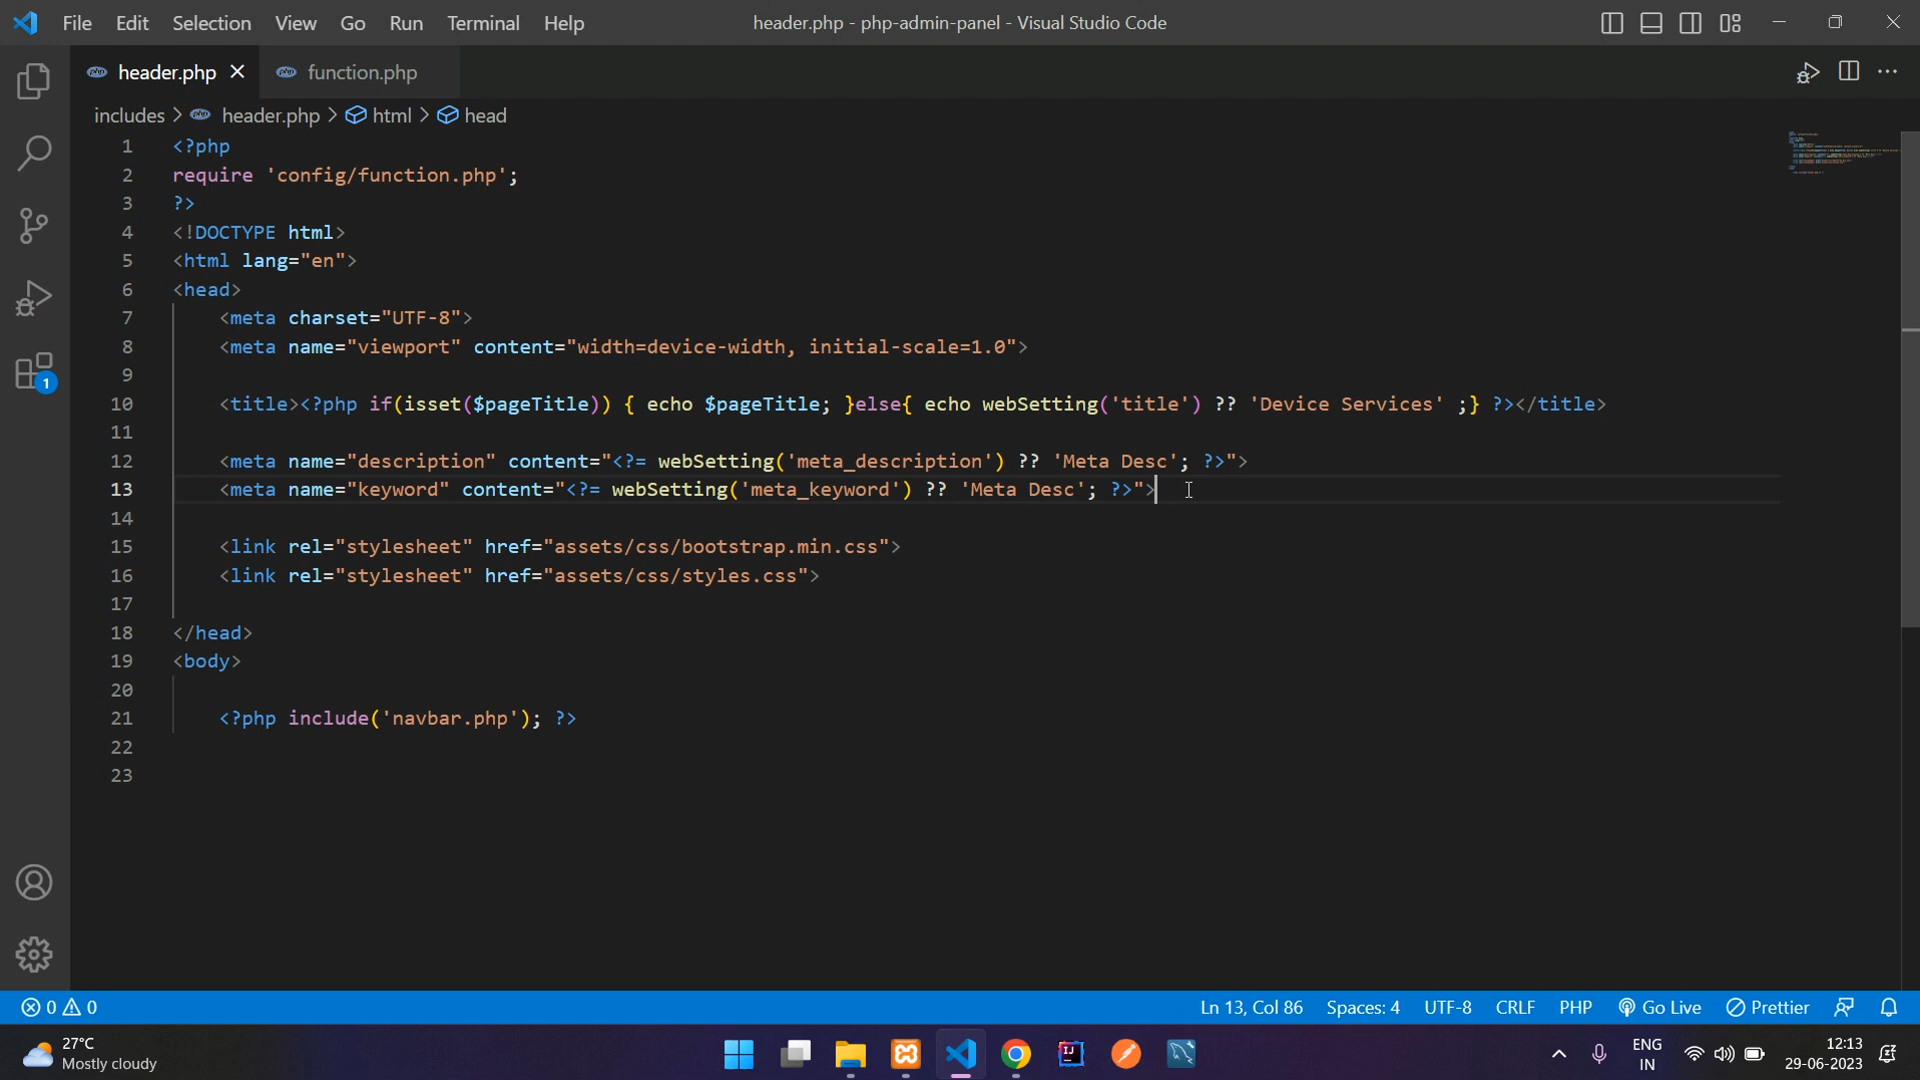 File Edit Selection View Go Run Terminal Help
header.php - php-admin-panel - Visual Studio Code
header.php function.php
includes > header.php > html > head
1 <?php
2 require 'config/function.php';
3 ?>
4 <!DOCTYPE html>
5 <html lang="en">
6 <head>
7 <meta charset="UTF-8">
8 <meta name="viewport" content="width=device-width, initial-scale=1.0">
9
10 <title><?php if(isset($pageTitle)) { echo $pageTitle; }else{ echo webSetting('title') ?? 'Device Services' ;} ?></title>
11
12 <meta name="description" content="<?= webSetting('meta_description') ?? 'Meta Desc'; ?>">
13 <meta name="keyword" content="<?= webSetting('meta_keyword') ?? 'Meta Desc'; ?>">
14
15 <link rel="stylesheet" href="assets/css/bootstrap.min.css">
16 <link rel="stylesheet" href="assets/css/styles.css">
17
18 </head>
19 <body>
20
21 <?php include('navbar.php'); ?>
22
23
1
0 0 Ln 13, Col 86 Spaces: 4 UTF-8 CRLF PHP Go Live Prettier
27°C
Mostly cloudy
ENG
IN
12:13
29-06-2023